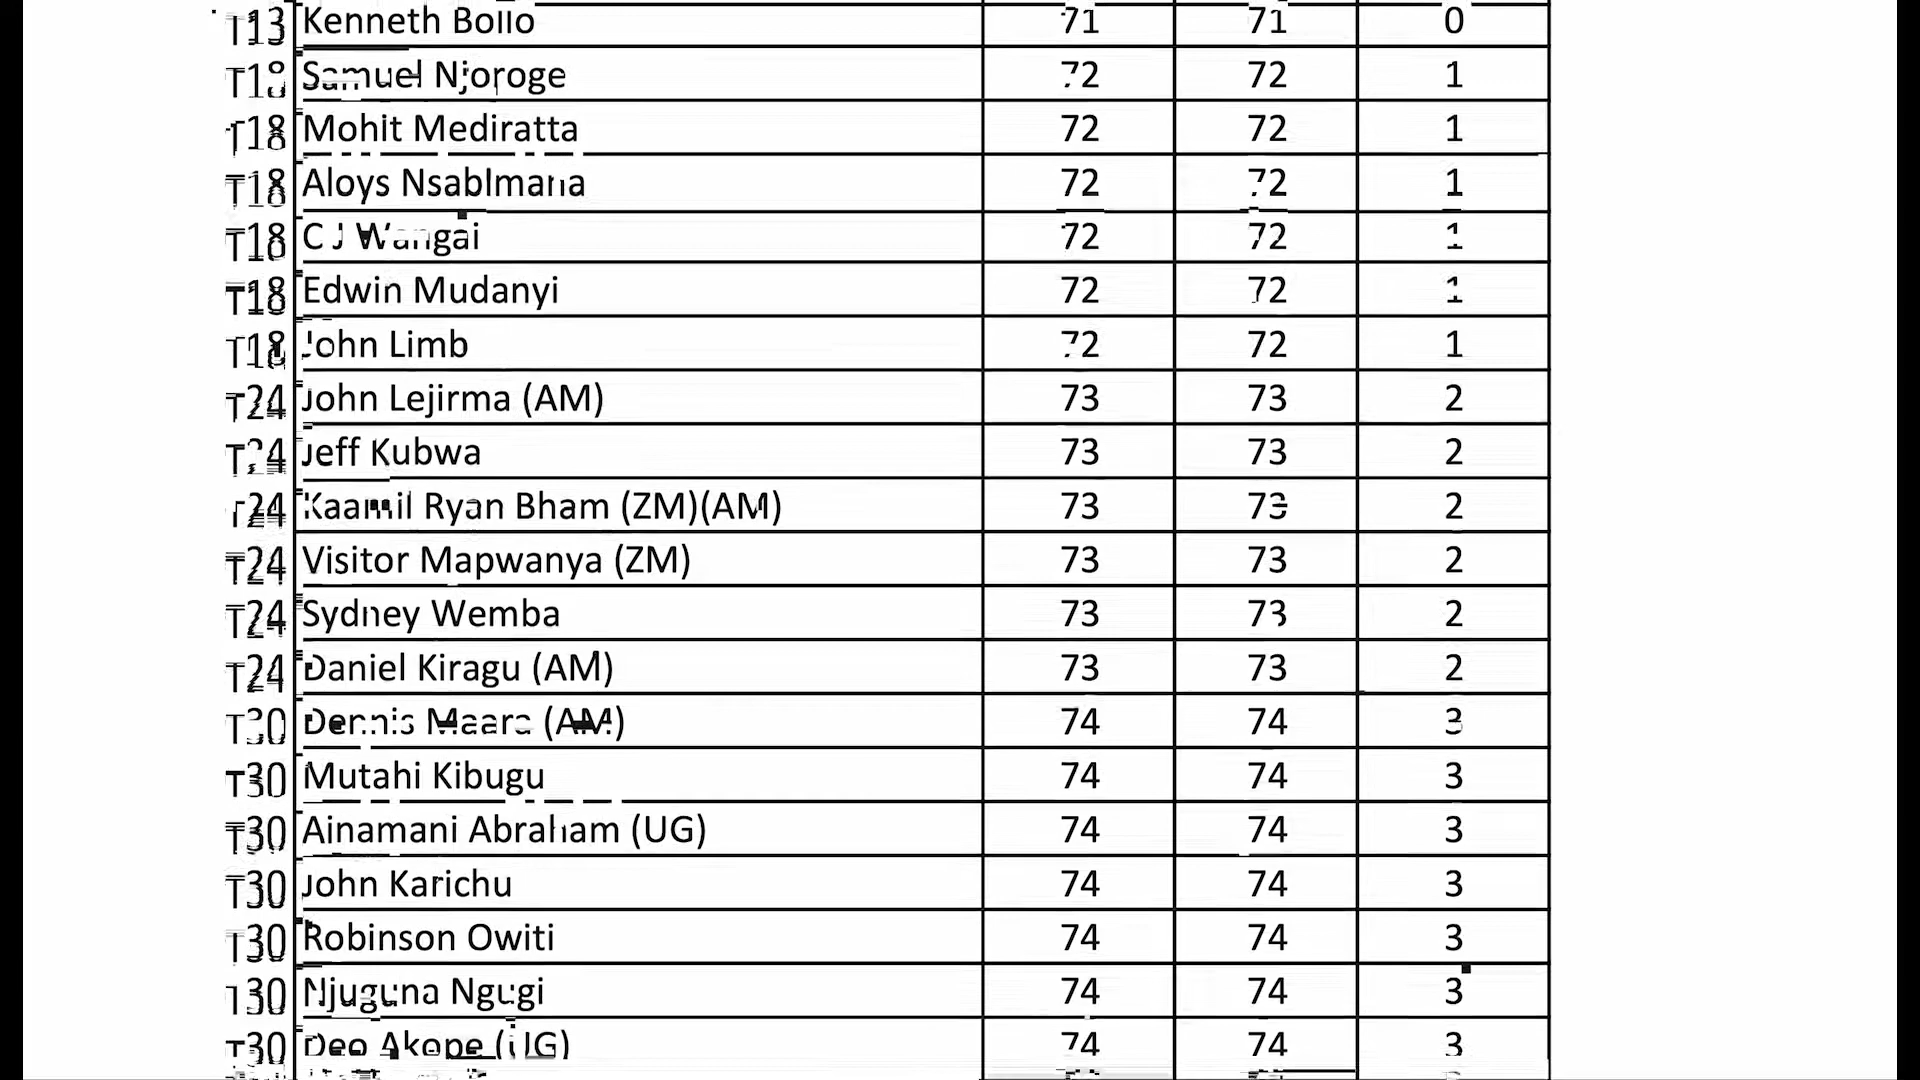 T13 Kenneth Bollo 71 71 0
T18 Samuel Njoroge 72 72 1
T18 Mohit Mediratta 72 72 1
T18 Aloys Nsabimana 72 72 1
T18 C J Wangai 72 72 1
T18 Edwin Mudanyi 72 72 1
T18 John Limb 72 72 1
T24 John Lejirma (AM) 73 73 2
T24 Jeff Kubwa 73 73 2
T24 Kaamil Ryan Bham (ZM)(AM) 73 73 2
T24 Visitor Mapwanya (ZM) 73 73 2
T24 Sydney Wemba 73 73 2
T24 Daniel Kiragu (AM) 73 73 2
T30 Dennis Maara (AM) 74 74 3
T30 Mutahi Kibugu 74 74 3
T30 Ainamani Abraham (UG) 74 74 3
T30 John Karichu 74 74 3
T30 Robinson Owiti 74 74 3
T30 Njuguna Ngugi 74 74 3
T30 Deo Akope (UG) 74 74 3